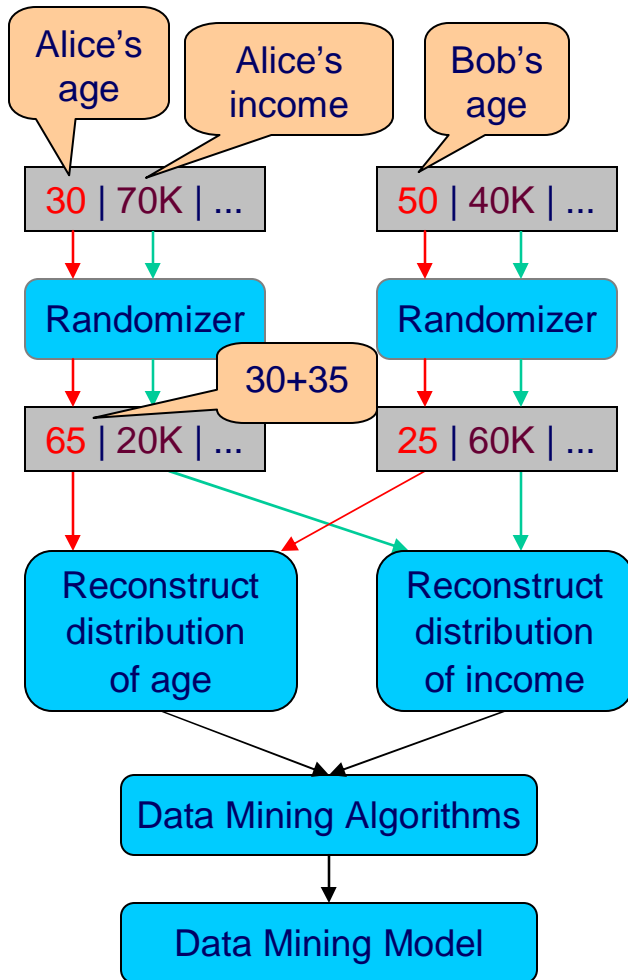 Alice’s
age
Alice’s
income
Bob’s
age
30 | 70K | ...
50 | 40K | ...
Randomizer
Randomizer
30+35
65 | 20K | ...
25 | 60K | ...
Reconstruct
distribution
of age
Reconstruct
distribution
of income
Data Mining Algorithms
Data Mining Model